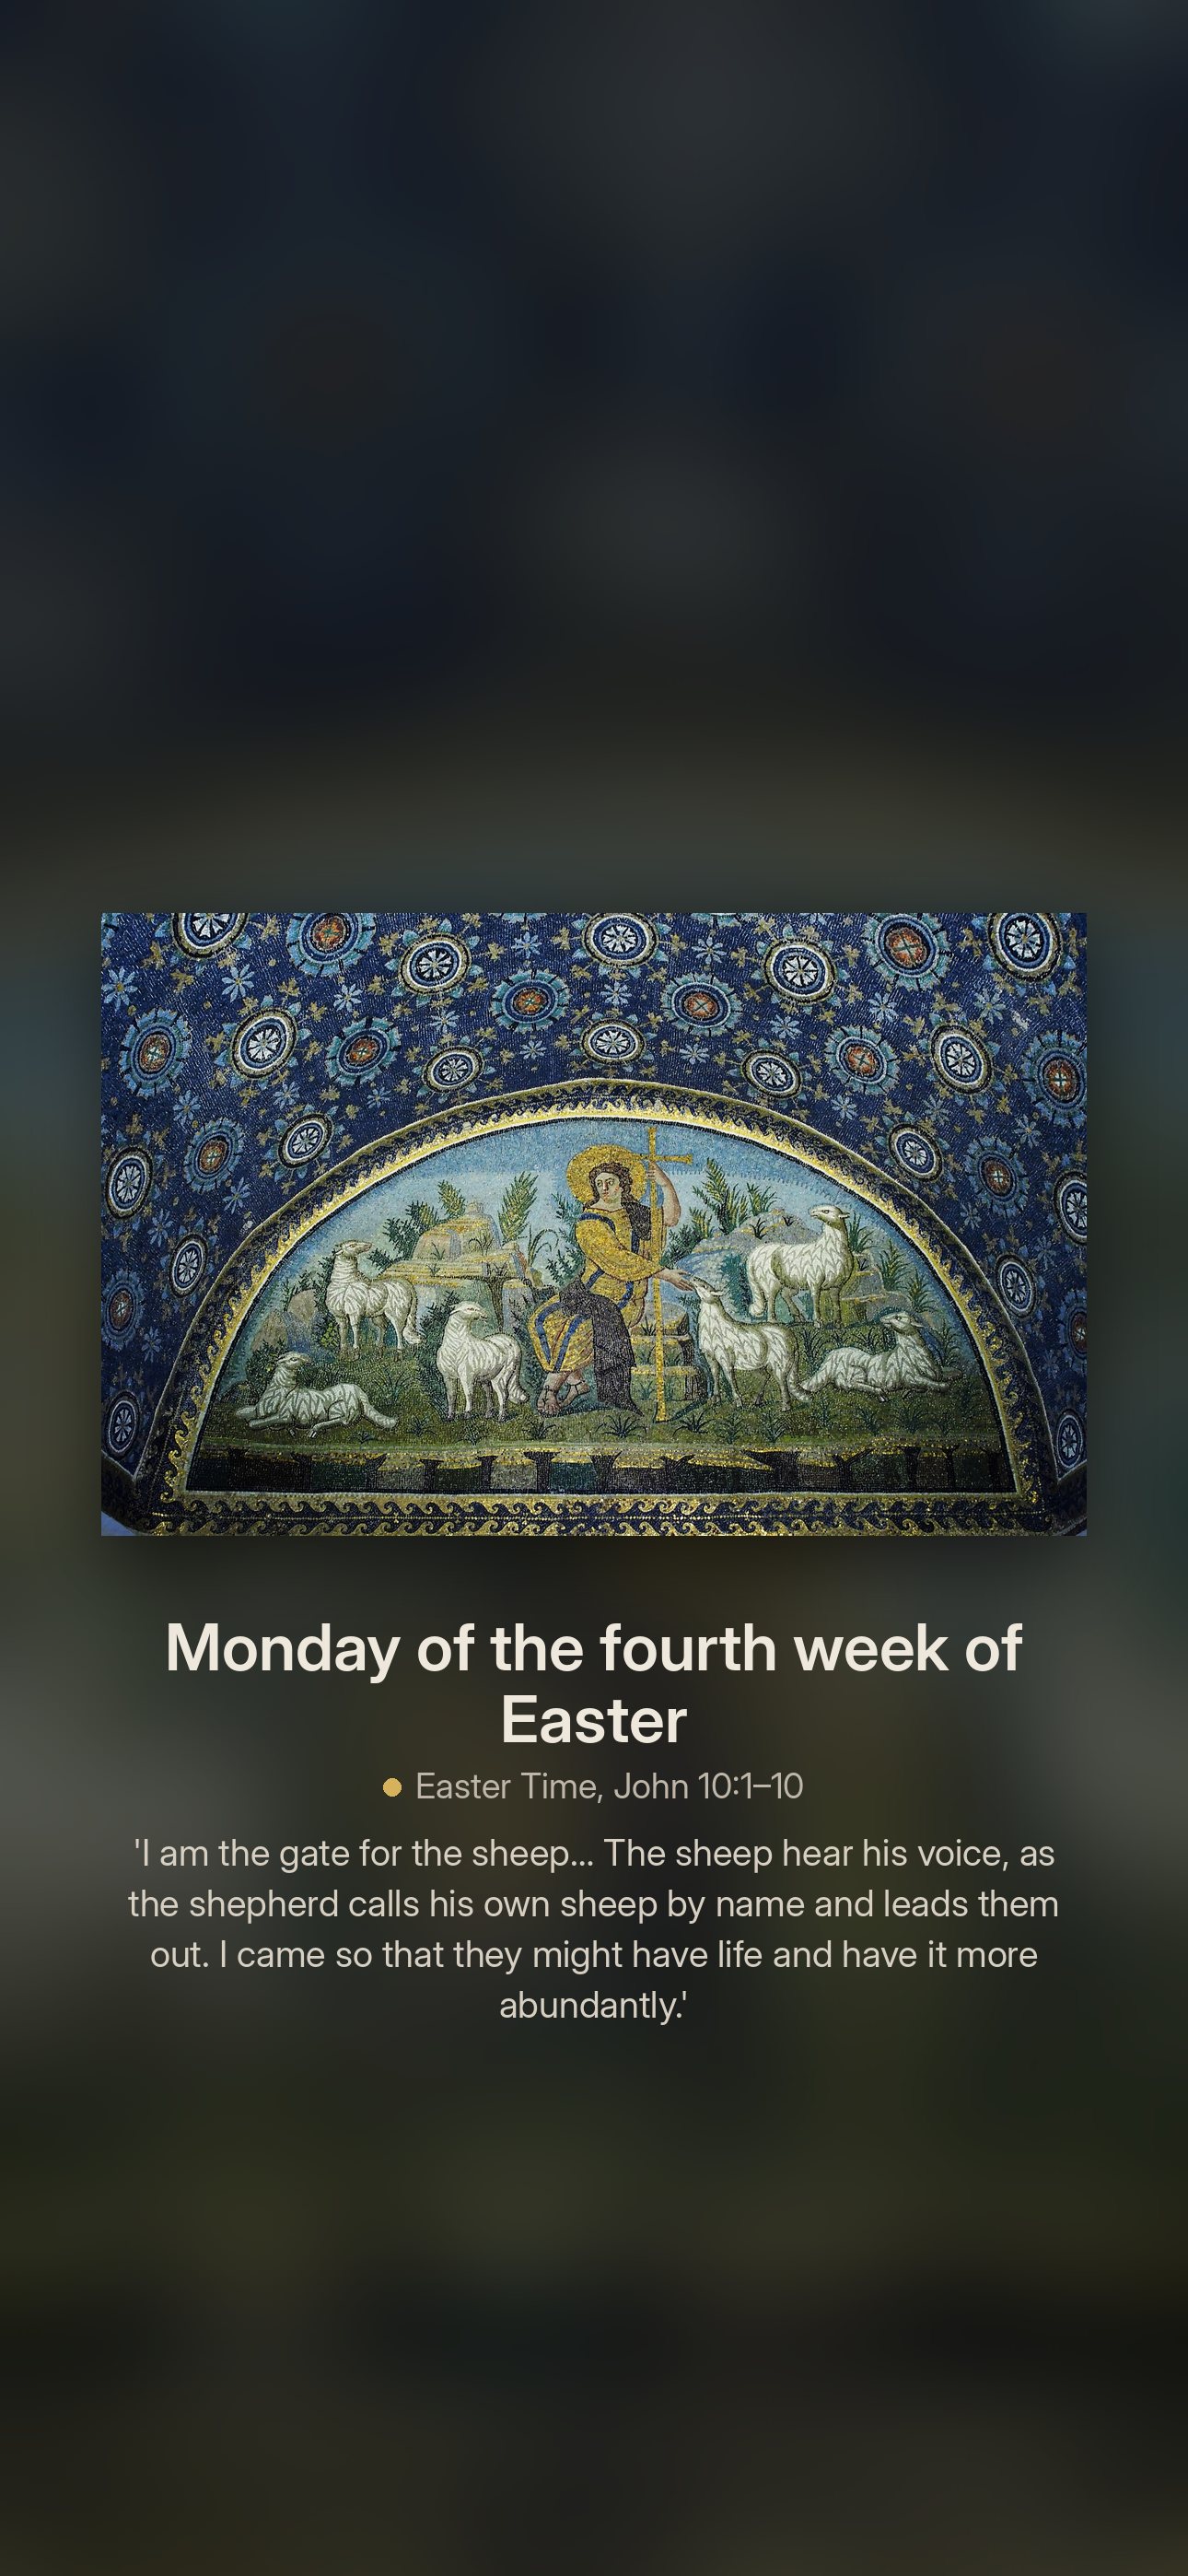 Monday of the fourth week of
Easter
Easter Time, John 10:1–10
'I am the gate for the sheep... The sheep hear his voice, as
the shepherd calls his own sheep by name and leads them
out. I came so that they might have life and have it more
abundantly.'